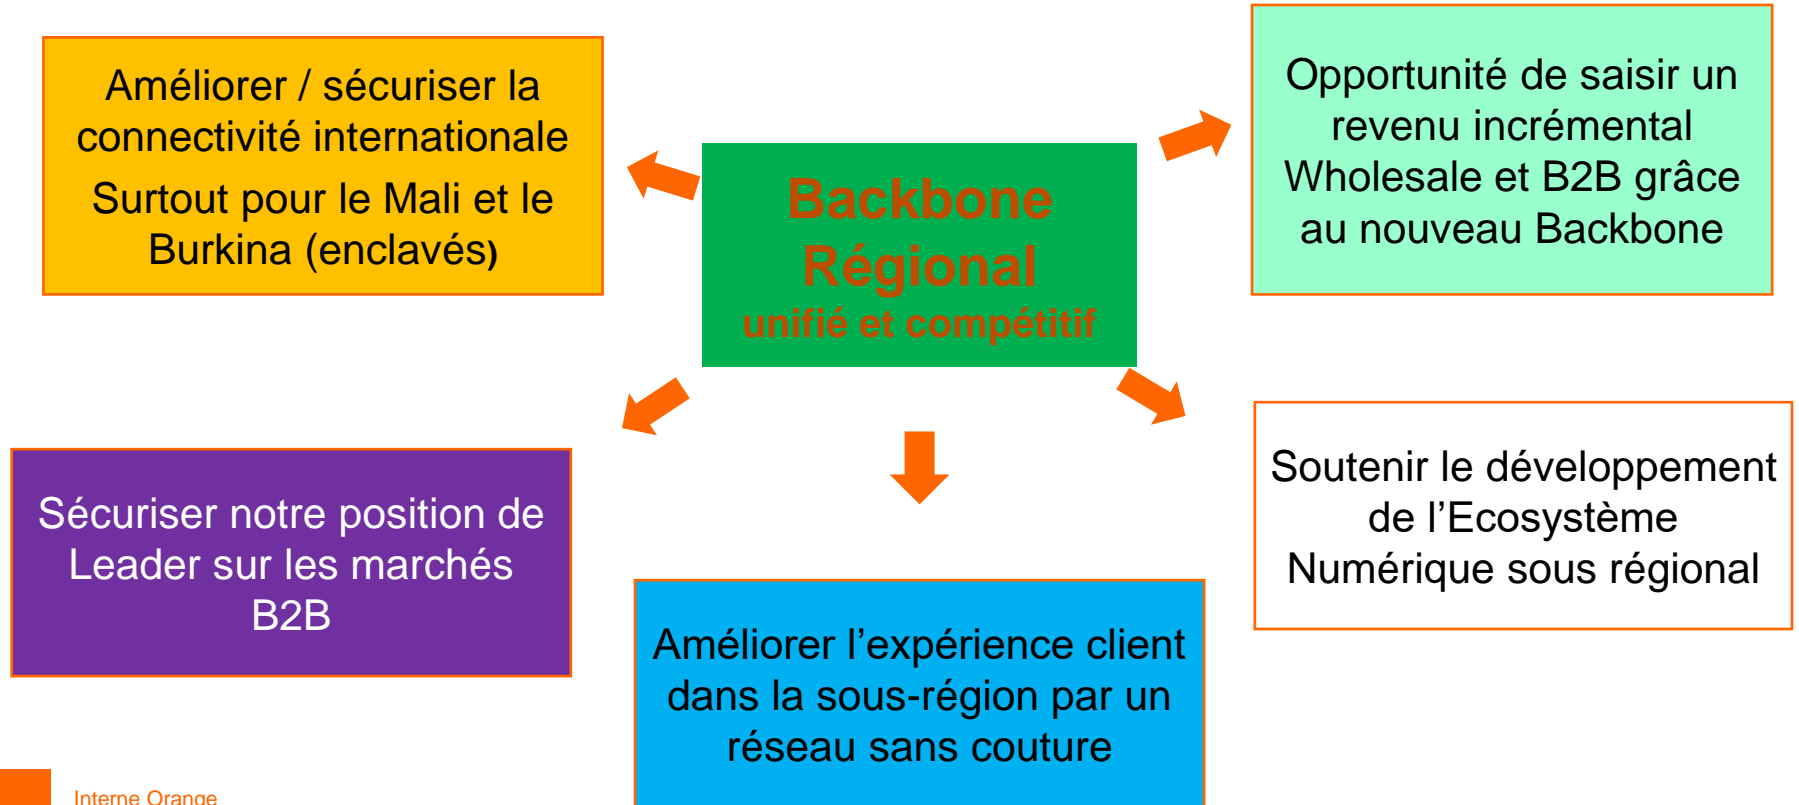 Améliorer / sécuriser la
connectivité internationale
Surtout pour le Mali et le
Burkina (enclavés)
Backbone
Régional
unifié et compétitif
Opportunité de saisir un
revenu incrémental
Wholesale et B2B grâce
au nouveau Backbone
Sécuriser notre position de
Leader sur les marchés
B2B
Améliorer l’expérience client
dans la sous-région par un
réseau sans couture
Soutenir le développement
de l’Ecosystème
Numérique sous régional
Interne Orange